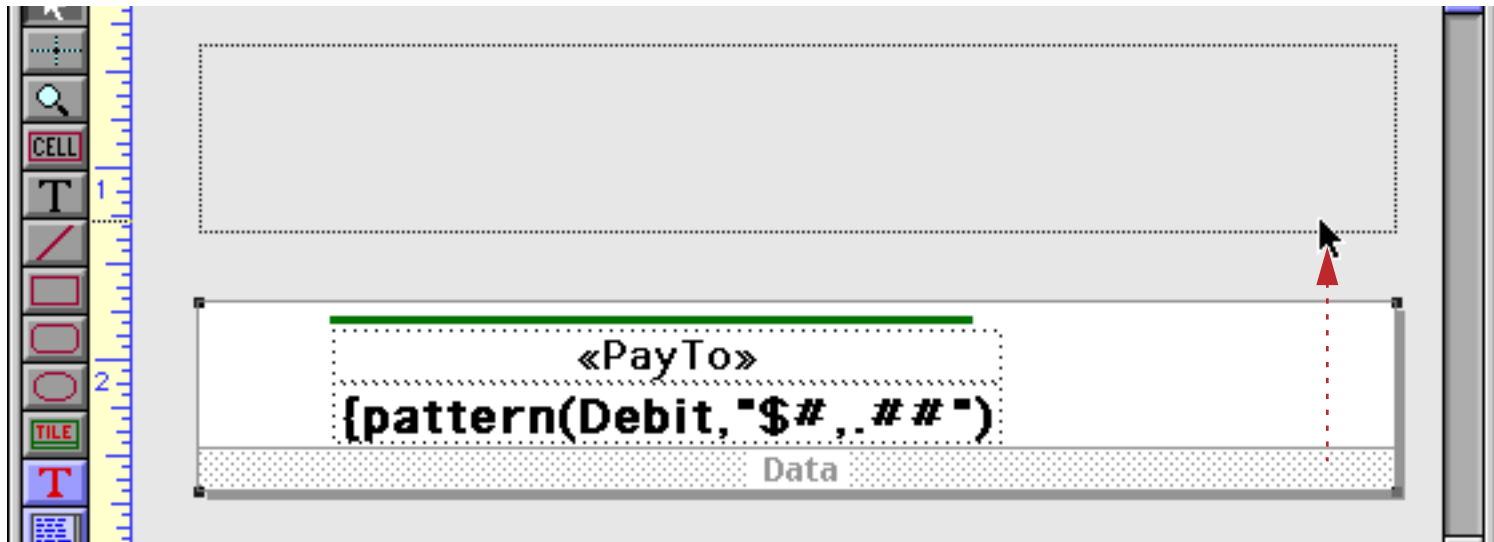 CELL
T
1
«PayTo»
2
{pattern(Debit,"$#,.##")
TILE
Data
T